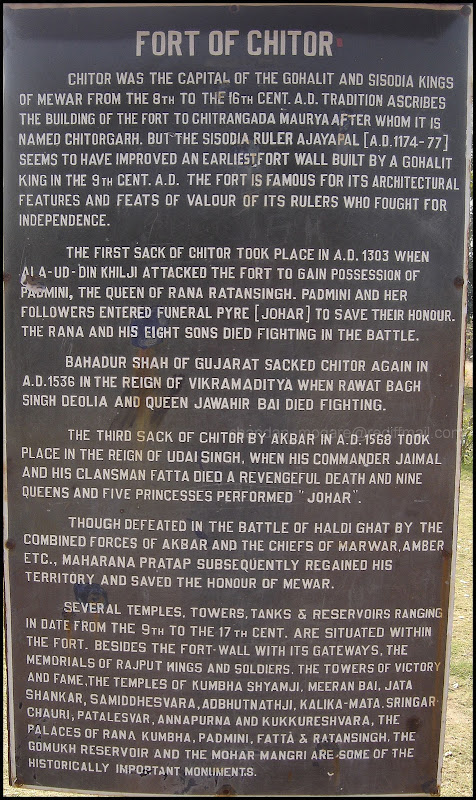 FORT OF CHITOR
CHITOR WAS THE CAPITAL OF THE GOHALIT AND SISODIA KINGS
OF MEWAR FROM THE 8TH TO THE 16TH CENT. A.D. TRADITION ASCRIBES
THE BUILDING OF THE FORT TO CHITRANGADA MAURYA AFTER WHOM IT IS
NAMED CHITORGARH. BUT THE SISODIA RULER AJAYAPAL [A.D.1174-77]
SEEMS TO HAVE IMPROVED AN EARLIEST FORT WALL BUILT BY A GOHALIT
KING IN THE 9TH CENT. A.D. THE FORT IS FAMOUS FOR ITS ARCHITECTURAL
FEATURES AND FEATS OF VALOUR OF ITS RULERS WHO FOUGHT FOR
INDEPENDENCE.
THE FIRST SACK OF CHITOR TOOK PLACE IN A.D. 1303 WHEN
ALA-UD-DIN KHILJI ATTACKED THE FORT TO GAIN POSSESSION OF
PADMINI, THE QUEEN OF RANA RATANSINGH. PADMINI AND HER
FOLLOWERS ENTERED FUNERAL PYRE [JOHAR] TO SAVE THEIR HONOUR.
THE RANA AND HIS EIGHT SONS DIED FIGHTING IN THE BATTLE.
BAHADUR SHAH OF GUJARAT SACKED CHITOR AGAIN IN
A.D.1536 IN THE REIGN OF VIKRAMADITYA WHEN RAWAT BAGH
SINGH DEOLIA AND QUEEN JAWAHIR BAI DIED FIGHTING.
THE THIRD SACK OF CHITOR BY AKBAR IN A.D.1568 TOOK
PLACE IN THE REIGN OF UDAI SINGH, WHEN HIS COMMANDER JAIMAL
AND HIS CLANSMAN FATTA DIED A REVENGEFUL DEATH AND NINE
QUEENS AND FIVE PRINCESSES PERFORMED "JOHAR".
THOUGH DEFEATED IN THE BATTLE OF HALDI GHAT BY THE
COMBINED FORCES OF AKBAR AND THE CHIEFS OF MARWAR, AMBER
ETC., MAHARANA PRATAP SUBSEQUENTLY REGAINED HIS
TERRITORY AND SAVED THE HONOUR OF MEWAR.
SEVERAL TEMPLES, TOWERS, TANKS & RESERVOIRS RANGING
IN DATE FROM THE 9TH TO THE 17TH CENT. ARE SITUATED WITHIN
THE FORT. BESIDES THE FORT-WALL WITH ITS GATEWAYS, THE
MEMORIALS OF RAJPUT HINGS AND SOLDIERS, THE TOWERS OF VICTORY
AND FAME, THE TEMPLES OF KUMBHA SHYAMJI, MEERAN BAI, JATA
SHANKAR, SAMIDDHESVARA, ADBHUTNATHJI, KALIKA-MATA, SRINGAR-
CHAURI, PATALESVAR, ANNAPURNA AND KUKKURESHVARA, THE
PALACES OF RANA KUMBHA, PADMINI, FATTA & RATANSINGH, THE
GOMUKH RESERVOIR AND THE MOHAR MANGRI ARE SOME OF THE
HISTORICALLY IMPORTANT MONUMENTS.